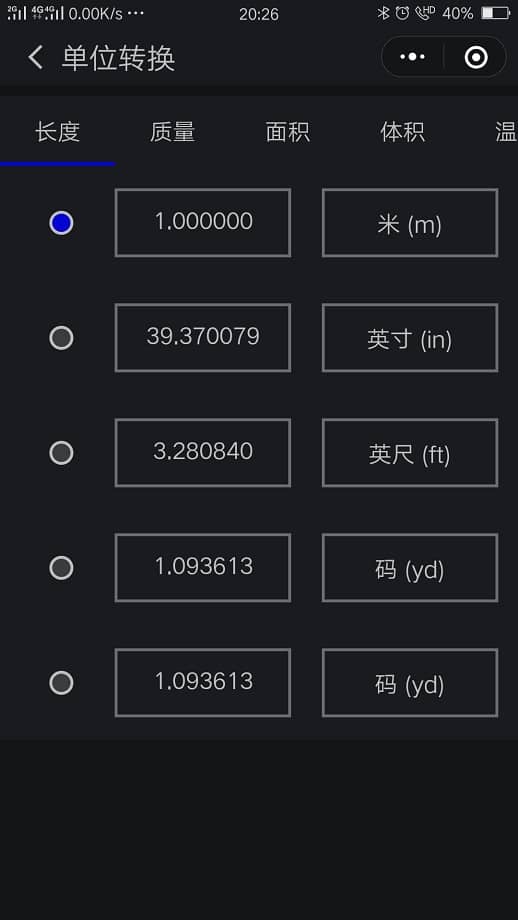 2G 4G 4G 0.00K/s ··· 20:26 HD 40%
单位转换
长度 质量 面积 体积 温
1.000000 米 (m)
39.370079 英寸 (in)
3.280840 英尺 (ft)
1.093613 码 (yd)
1.093613 码 (yd)